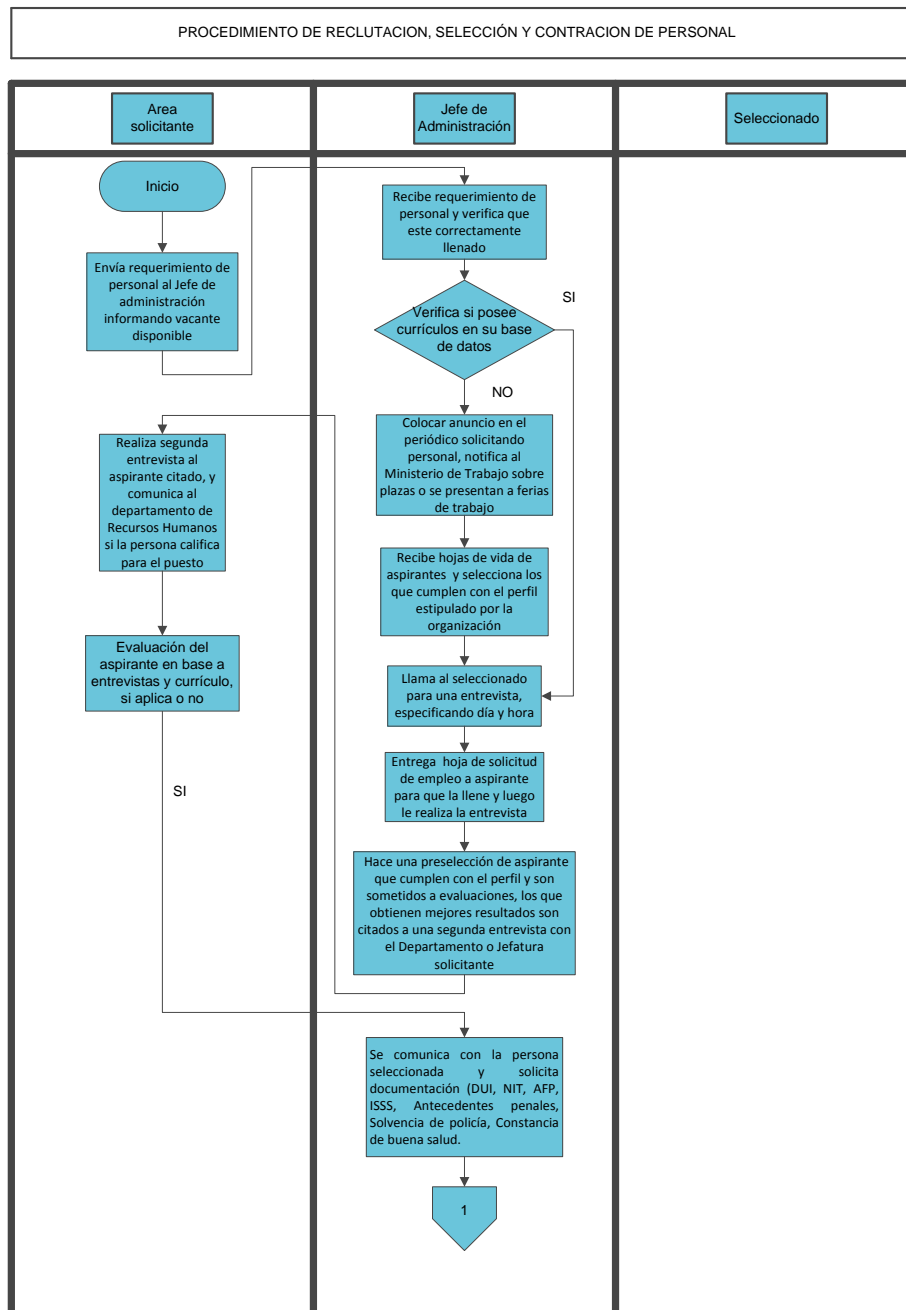 PROCEDIMIENTO DE RECLUTACION, SELECCIÓN Y CONTRACION DE PERSONAL
Area
solicitante
Jefe de
Administración
Seleccionado
Inicio
Envía requerimiento de
personal al Jefe de
administración
informando vacante
disponible
Recibe requerimiento de
personal y verifica que
este correctamente
llenado
Verifica si posee
currículos en su base
de datos
SI
NO
Colocar anuncio en el
periódico solicitando
personal, notifica al
Ministerio de Trabajo sobre
plazas o se presentan a ferias
de trabajo
Recibe hojas de vida de
aspirantes y selecciona los
que cumplen con el perfil
estipulado por la
organización
Llama al seleccionado
para una entrevista,
especificando día y hora
Entrega hoja de solicitud
de empleo a aspirante
para que la llene y luego
le realiza la entrevista
Hace una preselección de aspirante
que cumplen con el perfil y son
sometidos a evaluaciones, los que
obtienen mejores resultados son
citados a una segunda entrevista con
el Departamento o Jefatura
solicitante
Realiza segunda
entrevista al
aspirante citado, y
comunica al
departamento de
Recursos Humanos
si la persona califica
para el puesto
Evaluación del
aspirante en base a
entrevistas y currículo,
si aplica o no
SI
Se comunica con la persona
seleccionada y solicita
documentación (DUI, NIT, AFP,
ISSS, Antecedentes penales,
Solvencia de policía, Constancia
de buena salud.
1